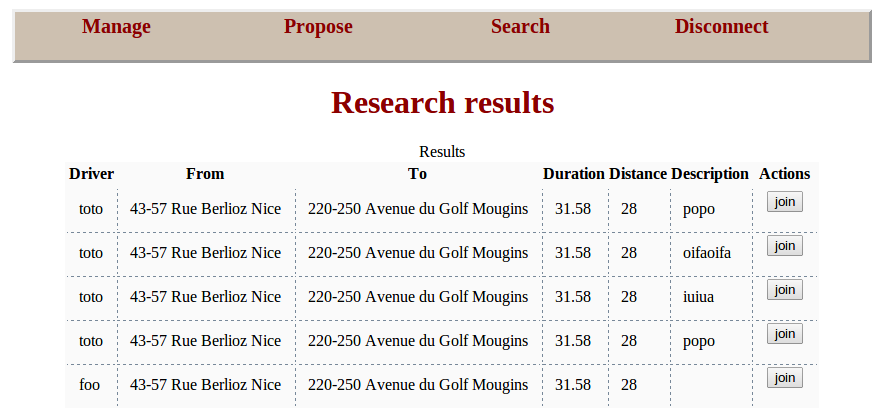 Manage Propose Search Disconnect
Research results
Results
Driver From To Duration Distance Description Actions
toto 43-57 Rue Berlioz Nice 220-250 Avenue du Golf Mougins 31.58 28 popo join
toto 43-57 Rue Berlioz Nice 220-250 Avenue du Golf Mougins 31.58 28 oifaoifa join
toto 43-57 Rue Berlioz Nice 220-250 Avenue du Golf Mougins 31.58 28 iuiua join
toto 43-57 Rue Berlioz Nice 220-250 Avenue du Golf Mougins 31.58 28 popo join
foo 43-57 Rue Berlioz Nice 220-250 Avenue du Golf Mougins 31.58 28 join